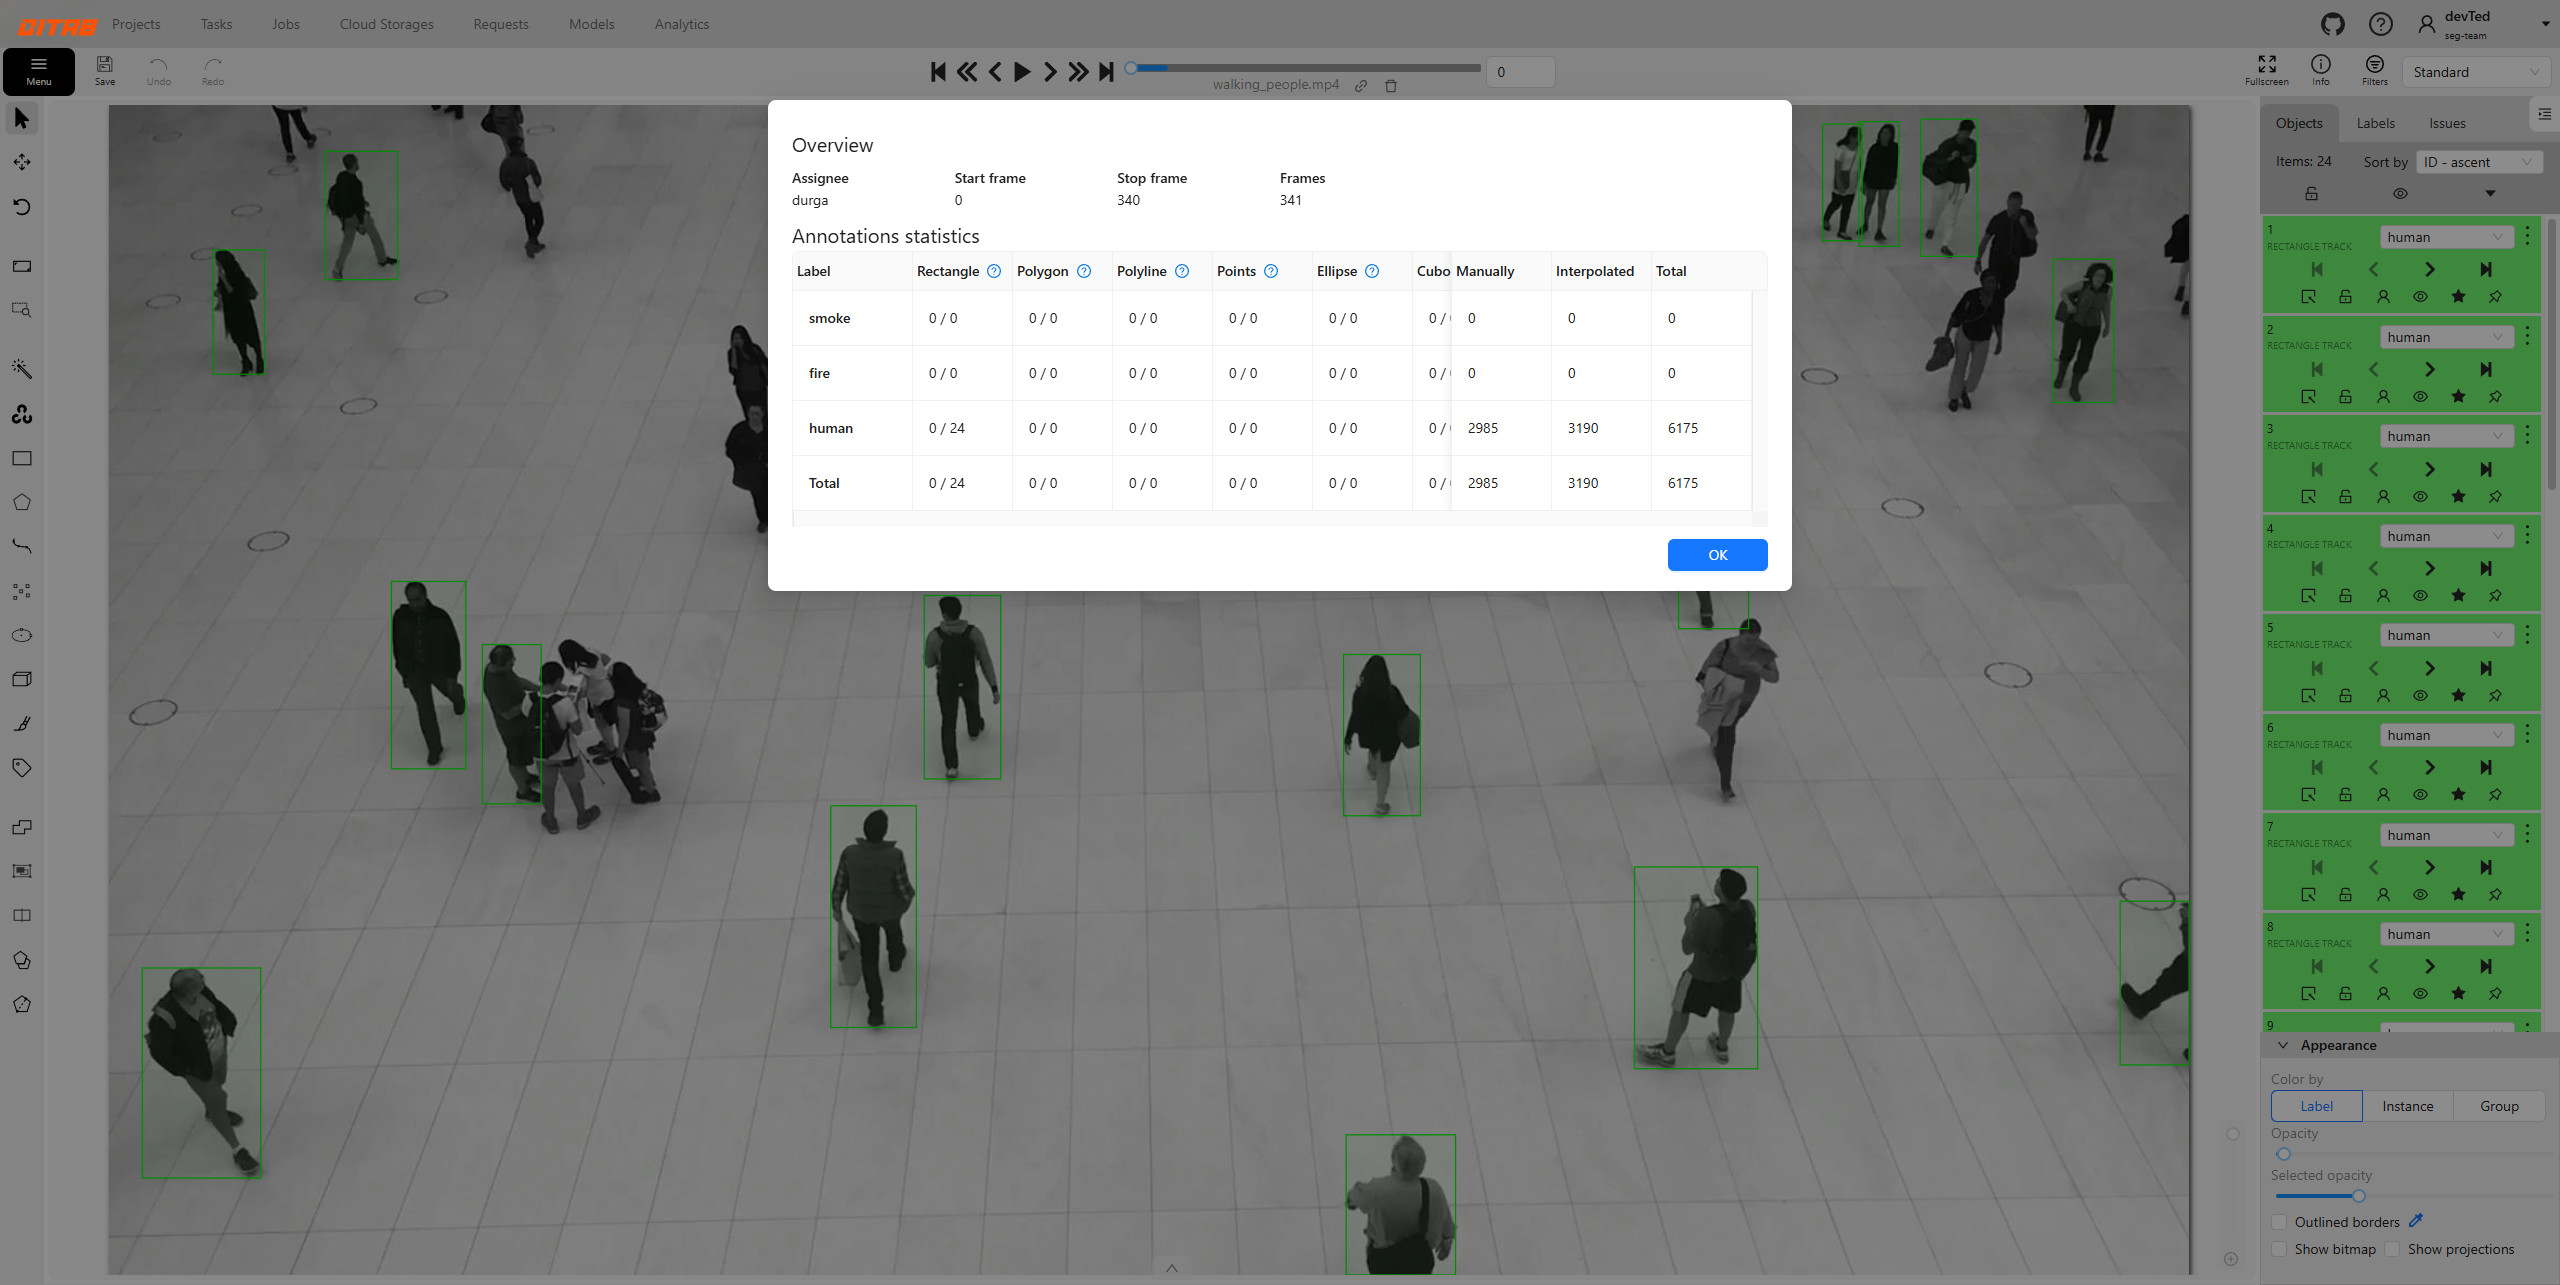 QITAB Projects Tasks Jobs Cloud Storages Requests Models Analytics devTed
seg-team
Menu Save Undo Redo walking_people.mp4 0 Fullscreen Info Filters Standard
Overview
Assignee Start frame Stop frame Frames
durga 0 340 341
Annotations statistics
Label Rectangle Polygon Polyline Points Ellipse Cubo Manually Interpolated Total
smoke 0 / 0 0 / 0 0 / 0 0 / 0 0 / 0 0 / 0 0 0
fire 0 / 0 0 / 0 0 / 0 0 / 0 0 / 0 0 / 0 0 0
human 0 / 24 0 / 0 0 / 0 0 / 0 0 / 0 0 / 2985 3190 6175
Total 0 / 24 0 / 0 0 / 0 0 / 0 0 / 0 0 / 2985 3190 6175
OK
Objects Labels Issues
Items: 24 Sort by ID - ascent
1 human
RECTANGLE TRACK
2 human
RECTANGLE TRACK
3 human
RECTANGLE TRACK
4 human
RECTANGLE TRACK
5 human
RECTANGLE TRACK
6 human
RECTANGLE TRACK
7 human
RECTANGLE TRACK
8 human
RECTANGLE TRACK
9
Appearance
Color by
Label Instance Group
Opacity
Selected opacity
Outlined borders
Show bitmap Show projections